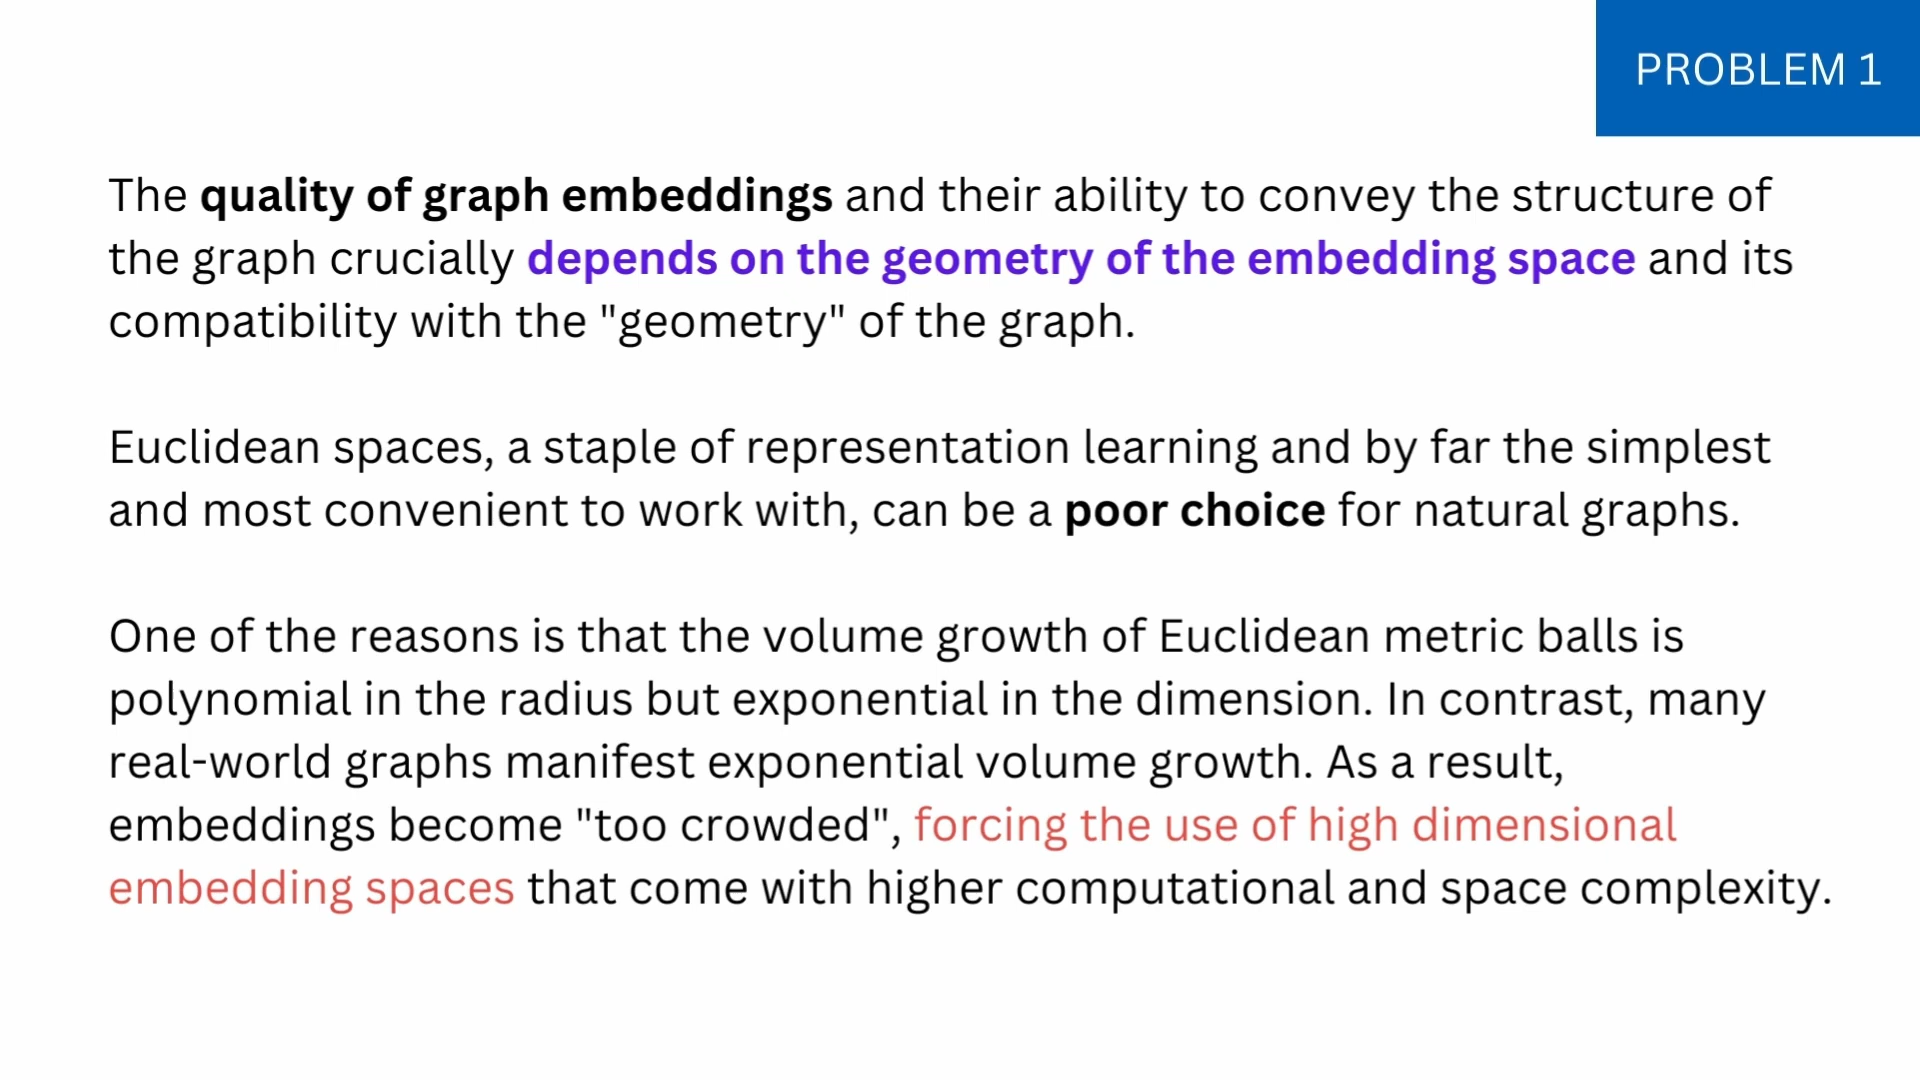 PROBLEM 1
The quality of graph embeddings and their ability to convey the structure of
the graph crucially depends on the geometry of the embedding space and its
compatibility with the "geometry" of the graph.
Euclidean spaces, a staple of representation learning and by far the simplest
and most convenient to work with, can be a poor choice for natural graphs.
One of the reasons is that the volume growth of Euclidean metric balls is
polynomial in the radius but exponential in the dimension. In contrast, many
real-world graphs manifest exponential volume growth. As a result,
embeddings become "too crowded", forcing the use of high dimensional
embedding spaces that come with higher computational and space complexity.